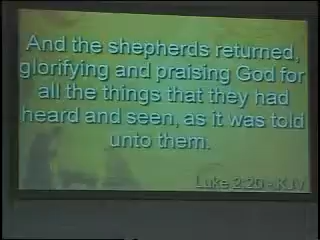 And the shepherds returned,
glorifying and praising God for
all the things that they had
heard and seen, as it was told
unto them.
Luke 2:20 - KJV